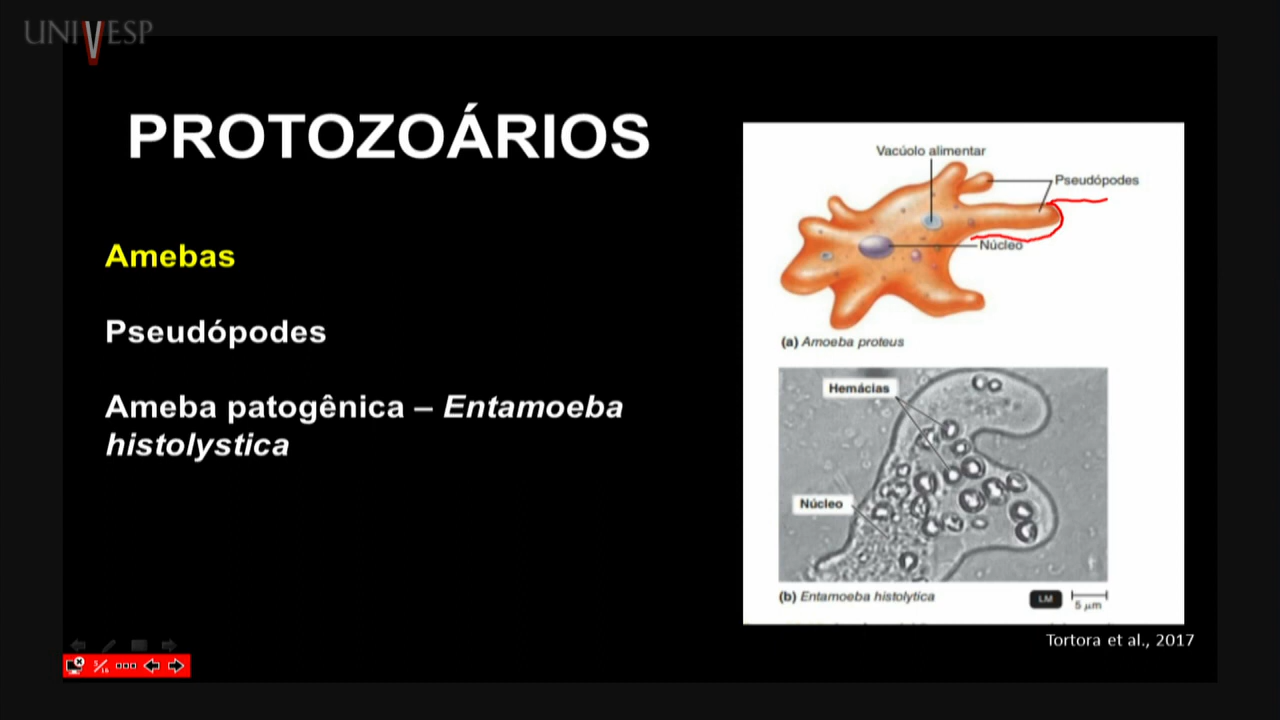 UNIVESP
PROTOZOÁRIOS
Amebas
Pseudópodes
Ameba patogênica – Entamoeba
histolystica
Vacúolo alimentar
Pseudópodes
Núcleo
(a) Amoeba proteus
Hemácias
Núcleo
(b) Entamoeba histolytica
LM
5 µm
Tortora et al., 2017